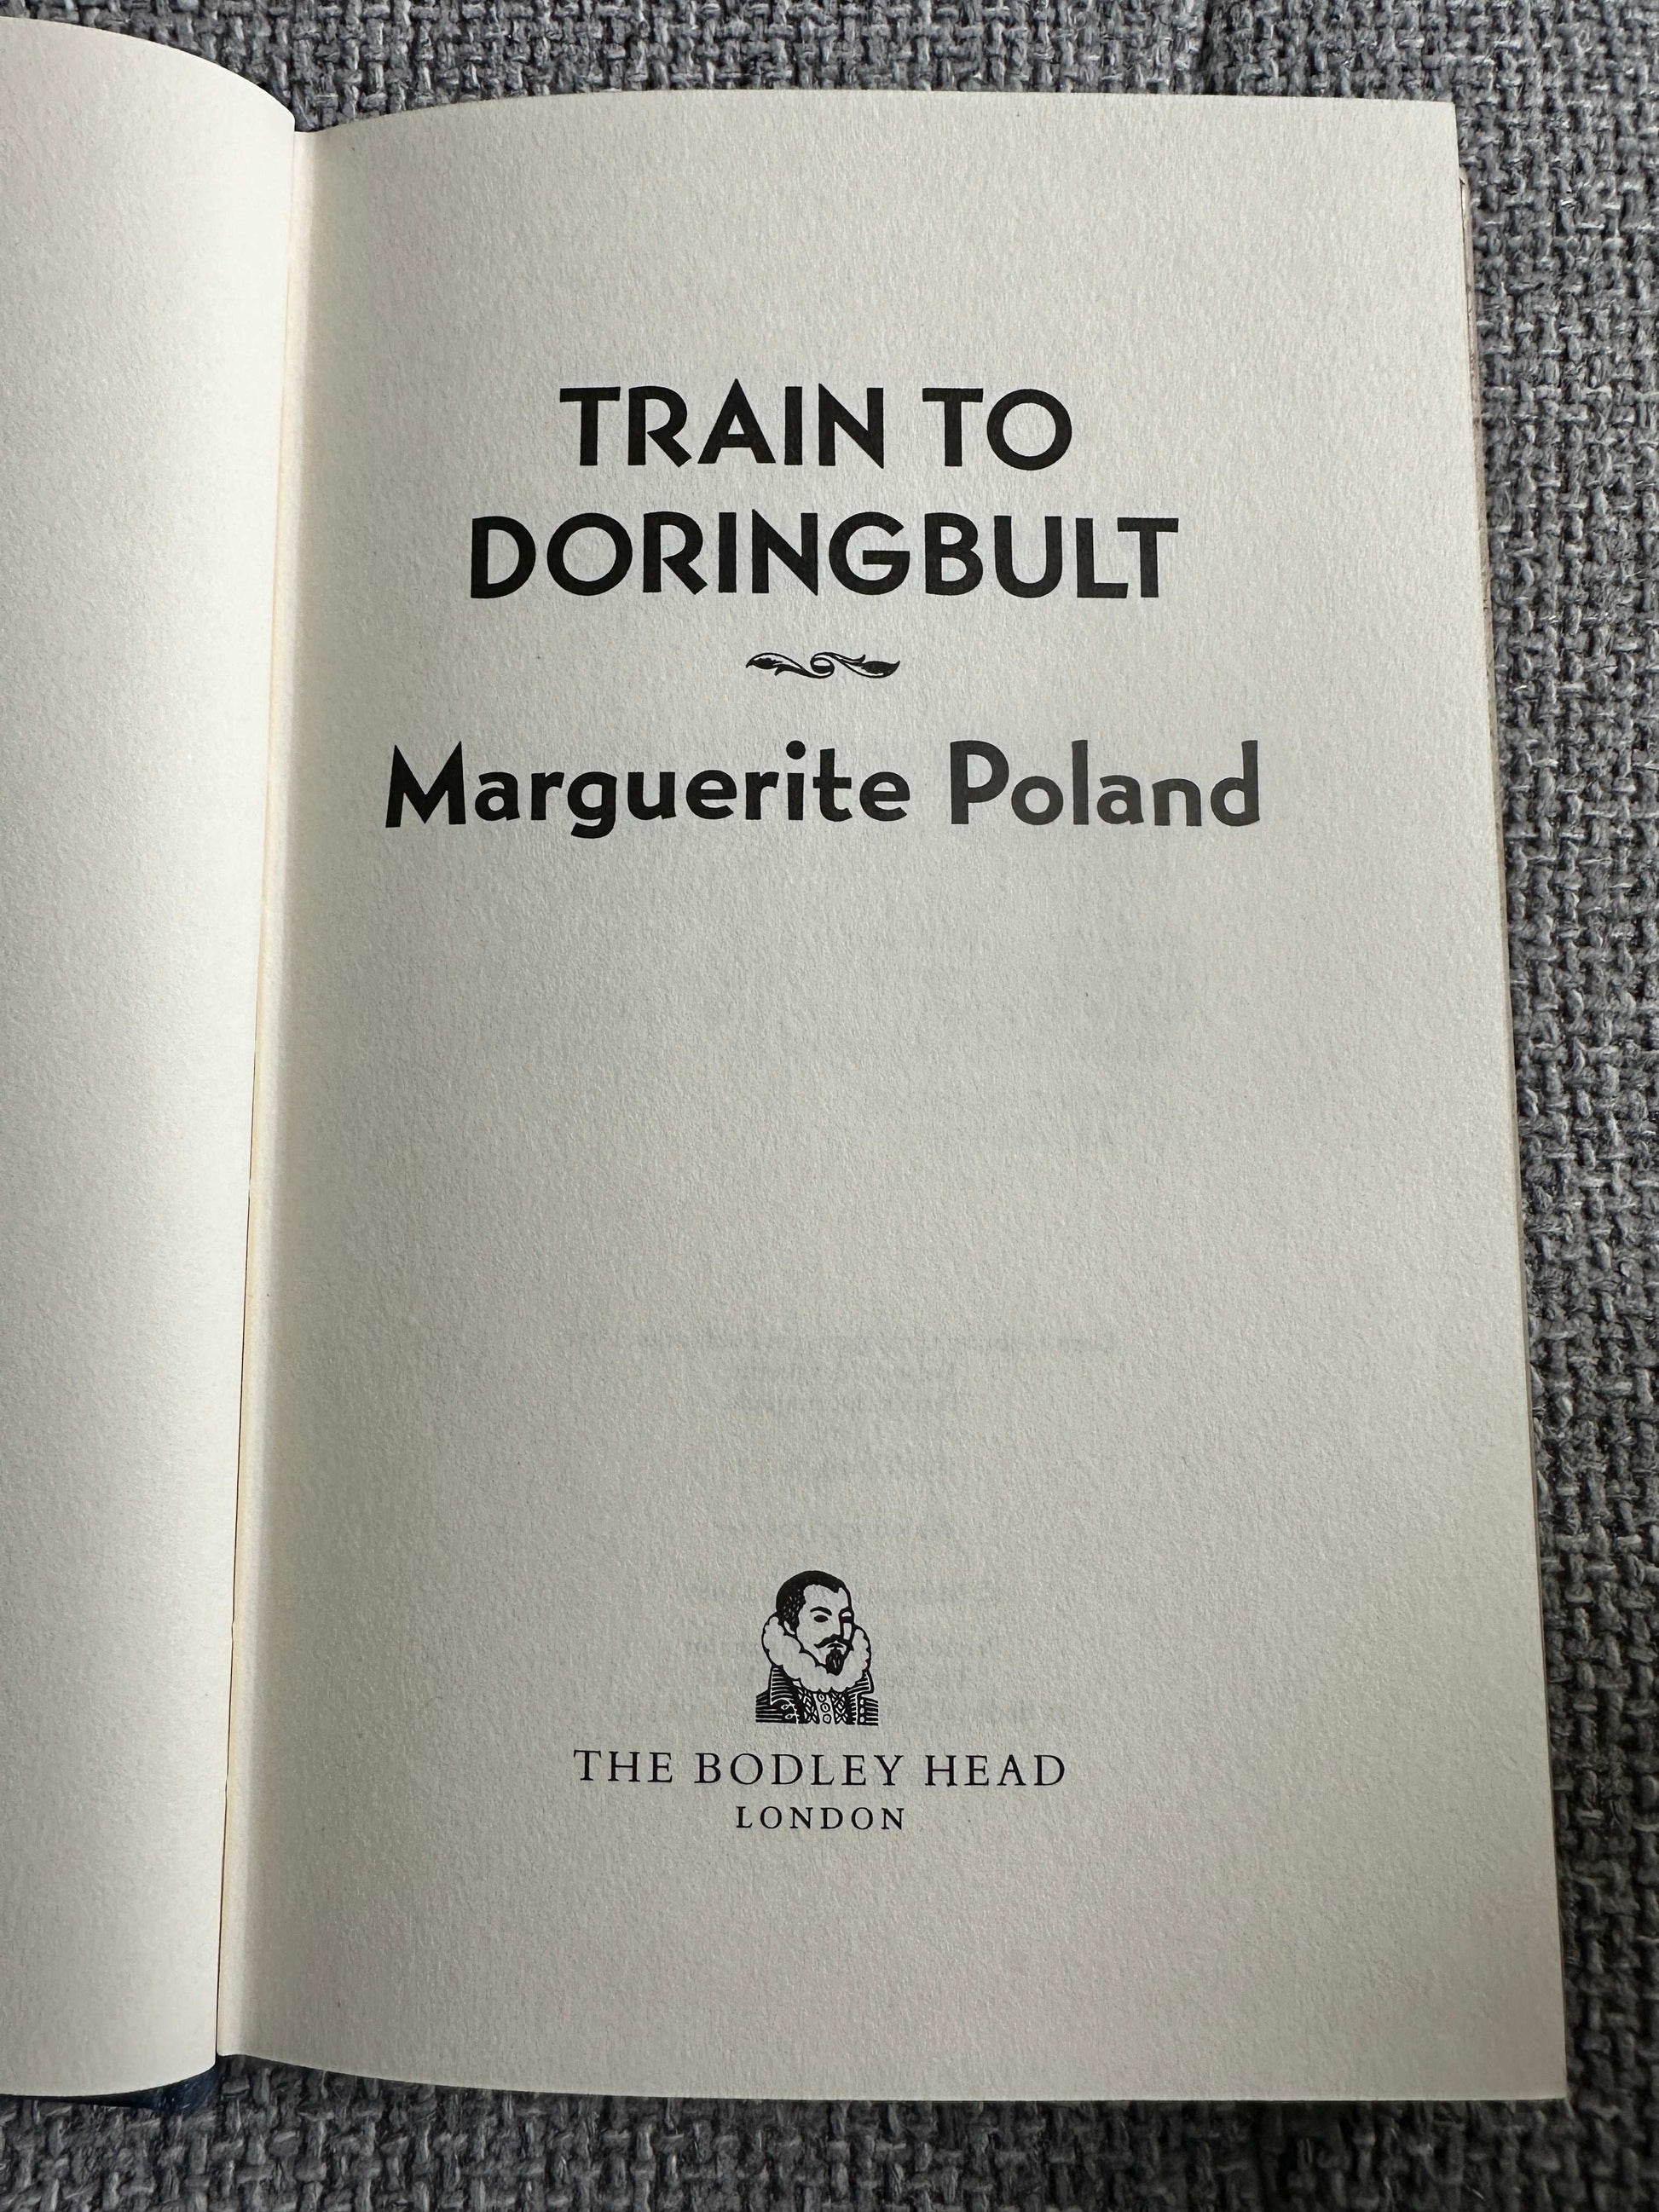 TRAIN TO
DORINGBULT
Marguerite Poland
THE BODLEY HEAD
LONDON